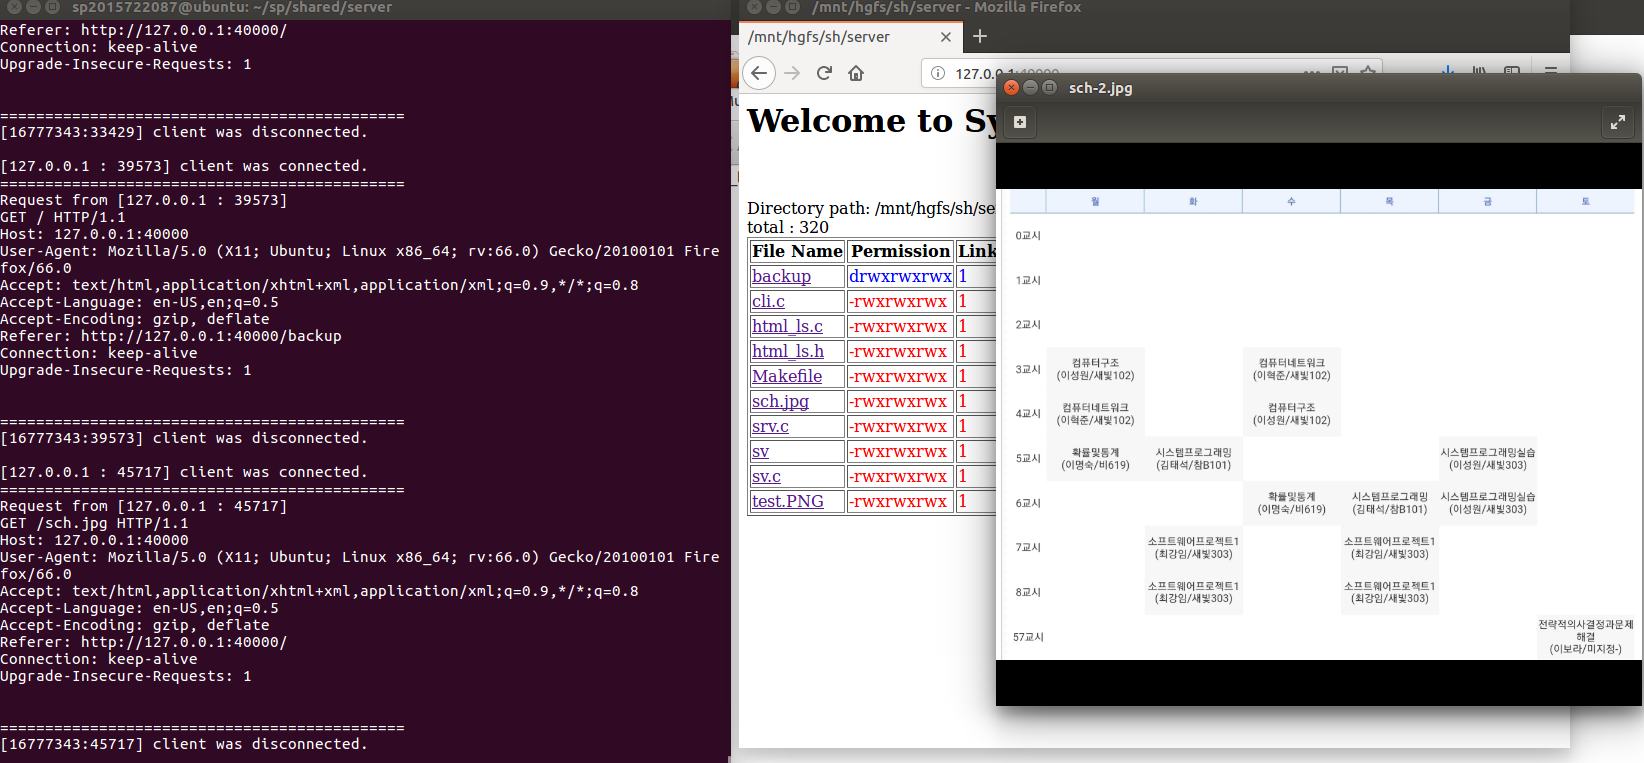 sp2015722087@ubuntu: ~/sp/shared/server
Referer: http://127.0.0.1:40000/
Connection: keep-alive
Upgrade-Insecure-Requests: 1
=============================================
[16777343:33429] client was disconnected.
[127.0.0.1 : 39573] client was connected.
=============================================
Request from [127.0.0.1 : 39573]
GET / HTTP/1.1
Host: 127.0.0.1:40000
User-Agent: Mozilla/5.0 (X11; Ubuntu; Linux x86_64; rv:66.0) Gecko/20100101 Fire
fox/66.0
Accept: text/html,application/xhtml+xml,application/xml;q=0.9,*/*;q=0.8
Accept-Language: en-US,en;q=0.5
Accept-Encoding: gzip, deflate
Referer: http://127.0.0.1:40000/backup
Connection: keep-alive
Upgrade-Insecure-Requests: 1
=============================================
[16777343:39573] client was disconnected.
[127.0.0.1 : 45717] client was connected.
=============================================
Request from [127.0.0.1 : 45717]
GET /sch.jpg HTTP/1.1
Host: 127.0.0.1:40000
User-Agent: Mozilla/5.0 (X11; Ubuntu; Linux x86_64; rv:66.0) Gecko/20100101 Fire
fox/66.0
Accept: text/html,application/xhtml+xml,application/xml;q=0.9,*/*;q=0.8
Accept-Language: en-US,en;q=0.5
Accept-Encoding: gzip, deflate
Referer: http://127.0.0.1:40000/
Connection: keep-alive
Upgrade-Insecure-Requests: 1
=============================================
[16777343:45717] client was disconnected.
/mnt/hgfs/sh/server - Mozilla Firefox
/mnt/hgfs/sh/server
127.0.0.1:40000
Welcome to Sy
Directory path: /mnt/hgfs/sh/se
total : 320
File Name Permission Link
backup drwxrwxrwx 1
cli.c -rwxrwxrwx 1
html_ls.c -rwxrwxrwx 1
html_ls.h -rwxrwxrwx 1
Makefile -rwxrwxrwx 1
sch.jpg -rwxrwxrwx 1
srv.c -rwxrwxrwx 1
sv -rwxrwxrwx 1
sv.c -rwxrwxrwx 1
test.PNG -rwxrwxrwx 1
sch-2.jpg
월 화 수 목 금 토
0교시
1교시
2교시
3교시 컴퓨터구조 컴퓨터네트워크
(이성원/새빛102) (이혁준/새빛102)
4교시 컴퓨터네트워크 컴퓨터구조
(이혁준/새빛102) (이성원/새빛102)
5교시 확률및통계 시스템프로그래밍 시스템프로그래밍실습
(이명숙/비619) (김태석/참B101) (이성원/새빛303)
6교시 확률및통계 시스템프로그래밍 시스템프로그래밍실습
(이명숙/비619) (김태석/참B101) (이성원/새빛303)
7교시 소프트웨어프로젝트1 소프트웨어프로젝트1
(최강임/새빛303) (최강임/새빛303)
8교시 소프트웨어프로젝트1 소프트웨어프로젝트1
(최강임/새빛303) (최강임/새빛303)
57교시 전략적의사결정과문제
해결
(이보라/미지정-)